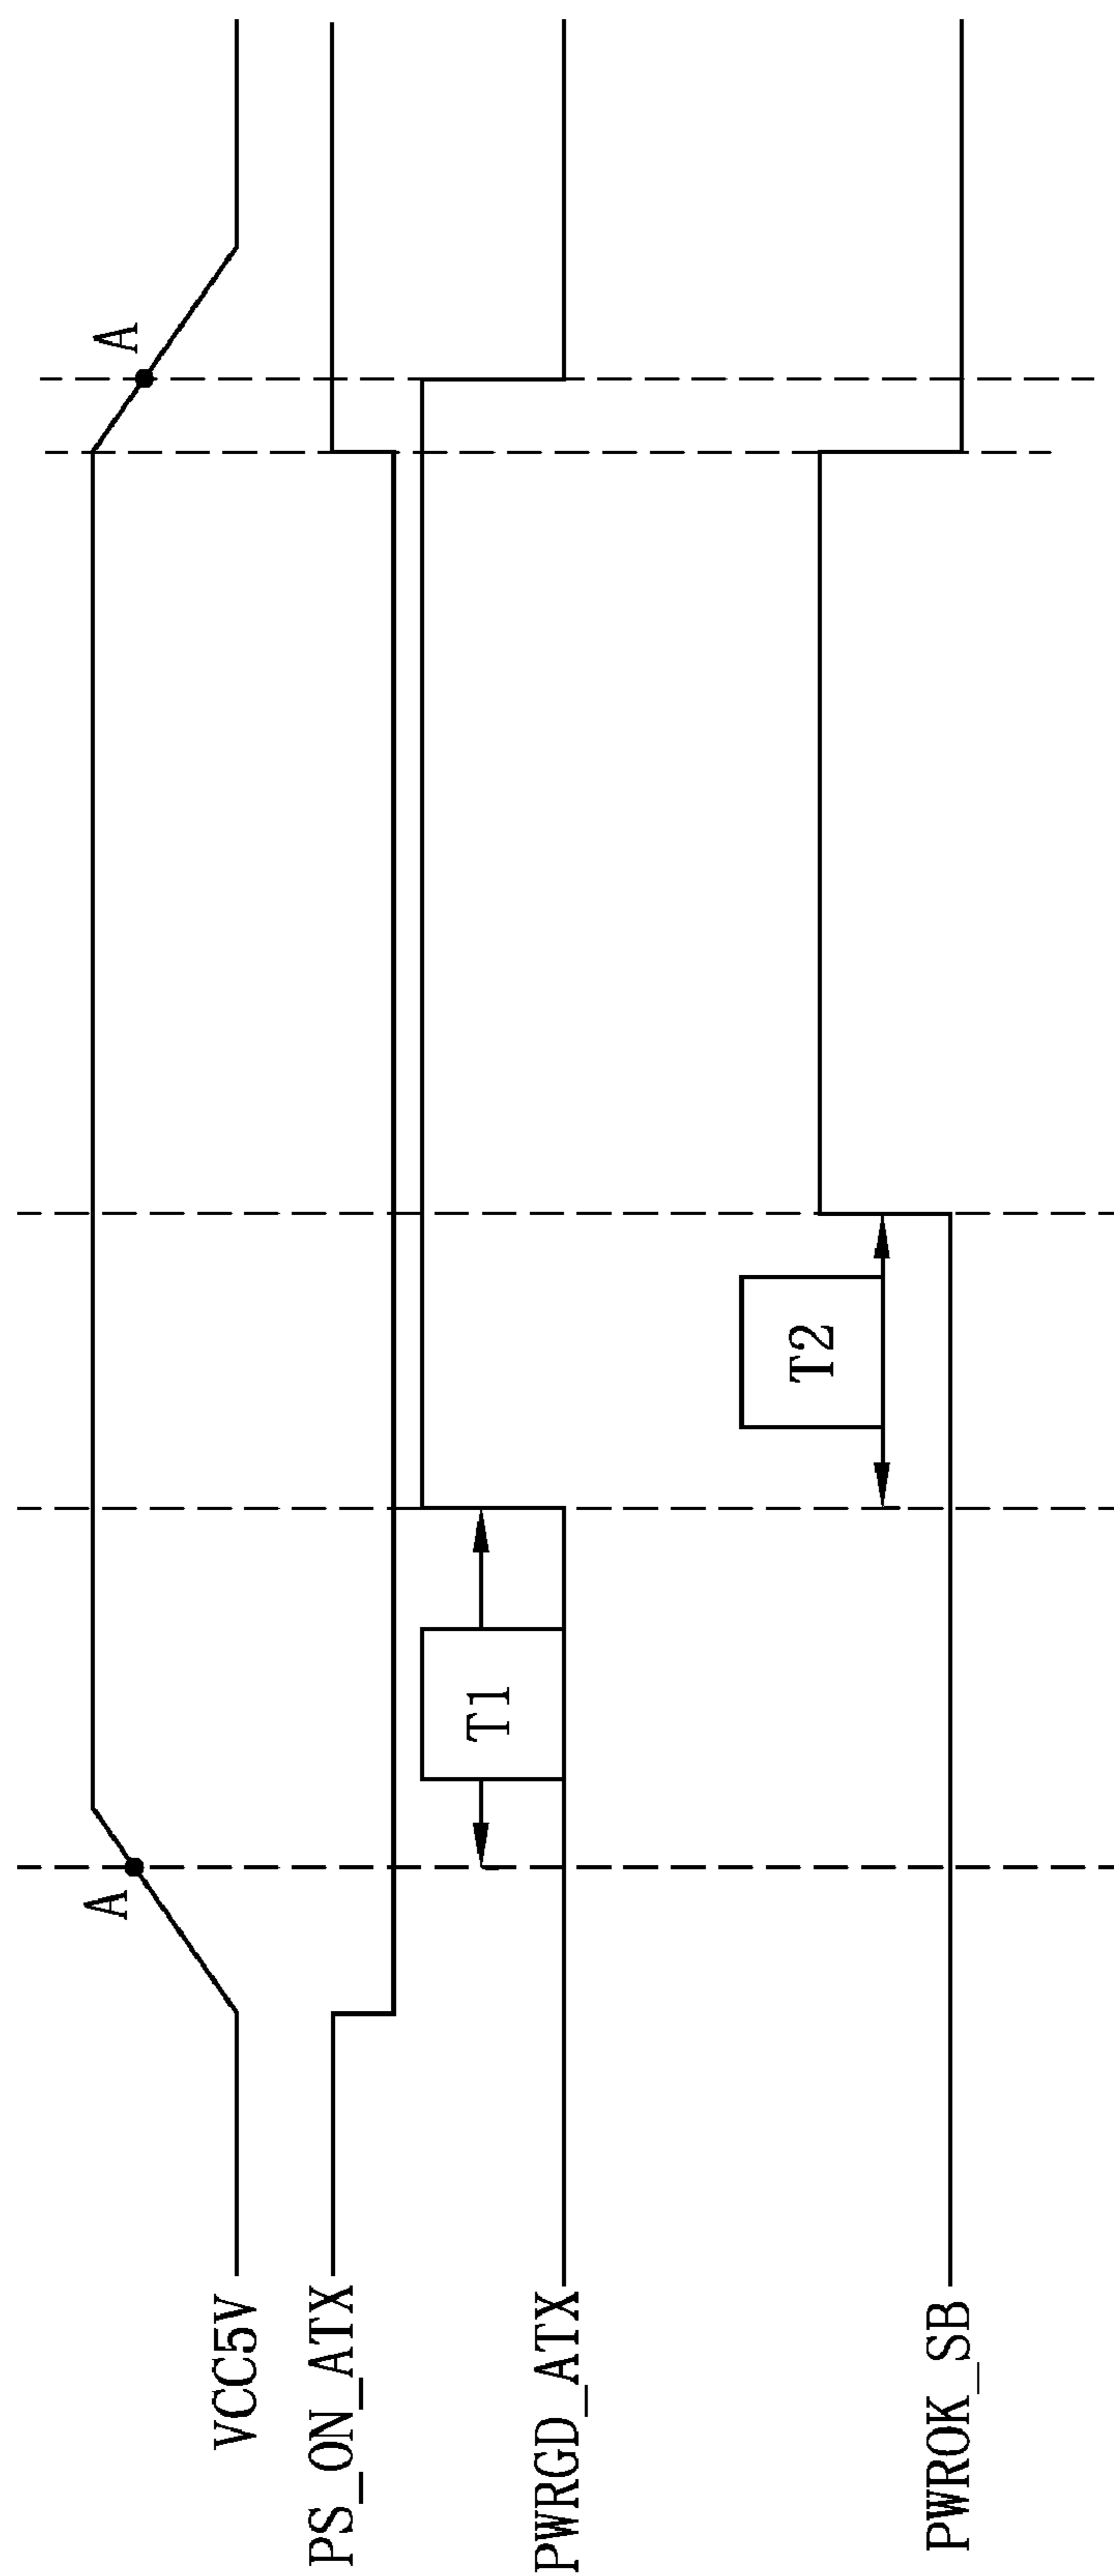 VCC5V
A
A
PS_ON_ATX
PWRGD_ATX
T1
PWROK_SB
T2